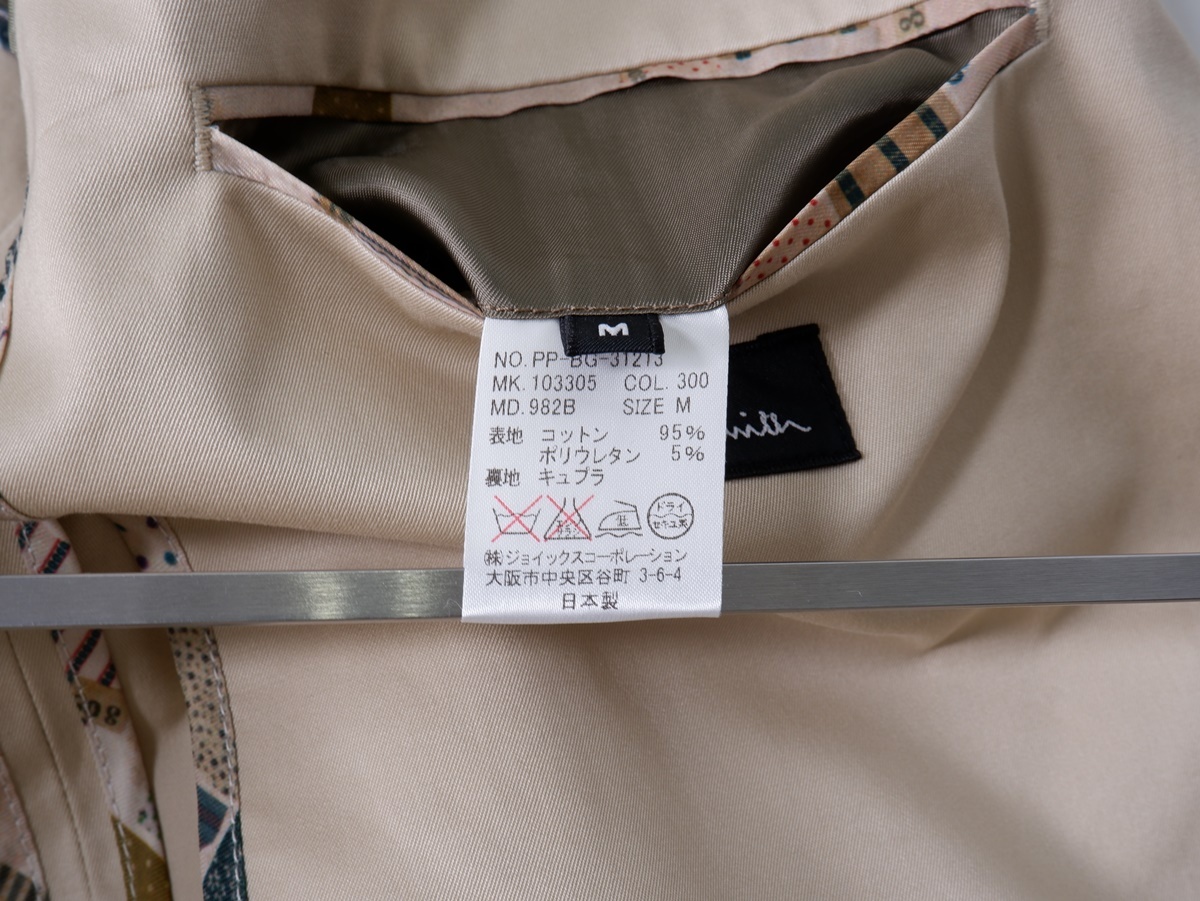 M
NO. PP-BG-31213
MK. 103305 COL. 300
MD. 982B SIZE M
表地 コットン 95%
ポリウレタン 5%
裏地 キュプラ
低
ドライ
セキユ系
㈱ジョイックスコーポレーション
大阪市中央区谷町 3-6-4
日本製